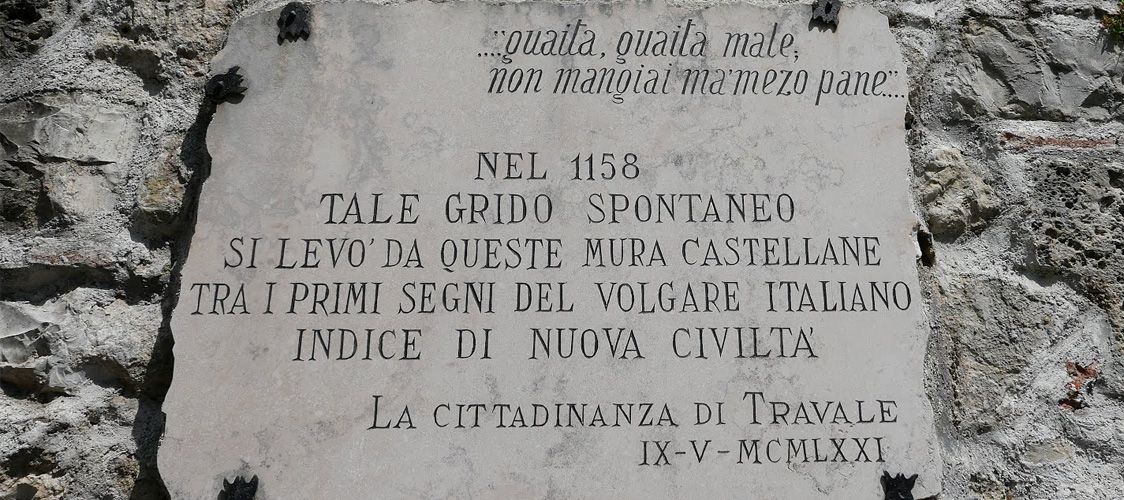 ....guaita, guaita male;
non mangiai ma'mezo pane....
NEL 1158
TALE GRIDO SPONTANEO
SI LEVO' DA QUESTE MURA CASTELLANE
TRA I PRIMI SEGNI DEL VOLGARE ITALIANO
INDICE DI NUOVA CIVILTA'
LA CITTADINANZA DI TRAVALE
IX-V-MCMLXXI